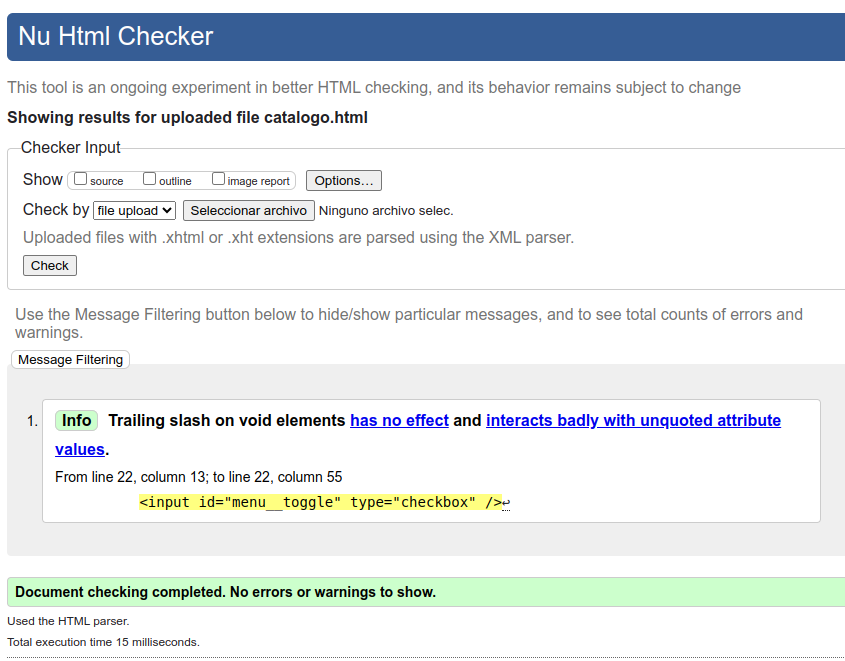 Nu Html Checker
This tool is an ongoing experiment in better HTML checking, and its behavior remains subject to change
Showing results for uploaded file catalogo.html
Checker Input
Show source outline image report Options...
Check by file upload Seleccionar archivo Ninguno archivo selec.
Uploaded files with .xhtml or .xht extensions are parsed using the XML parser.
Check
Use the Message Filtering button below to hide/show particular messages, and to see total counts of errors and
warnings.
Message Filtering
1. Info Trailing slash on void elements has no effect and interacts badly with unquoted attribute
values.
From line 22, column 13; to line 22, column 55
<input id="menu__toggle" type="checkbox" />↩
Document checking completed. No errors or warnings to show.
Used the HTML parser.
Total execution time 15 milliseconds.